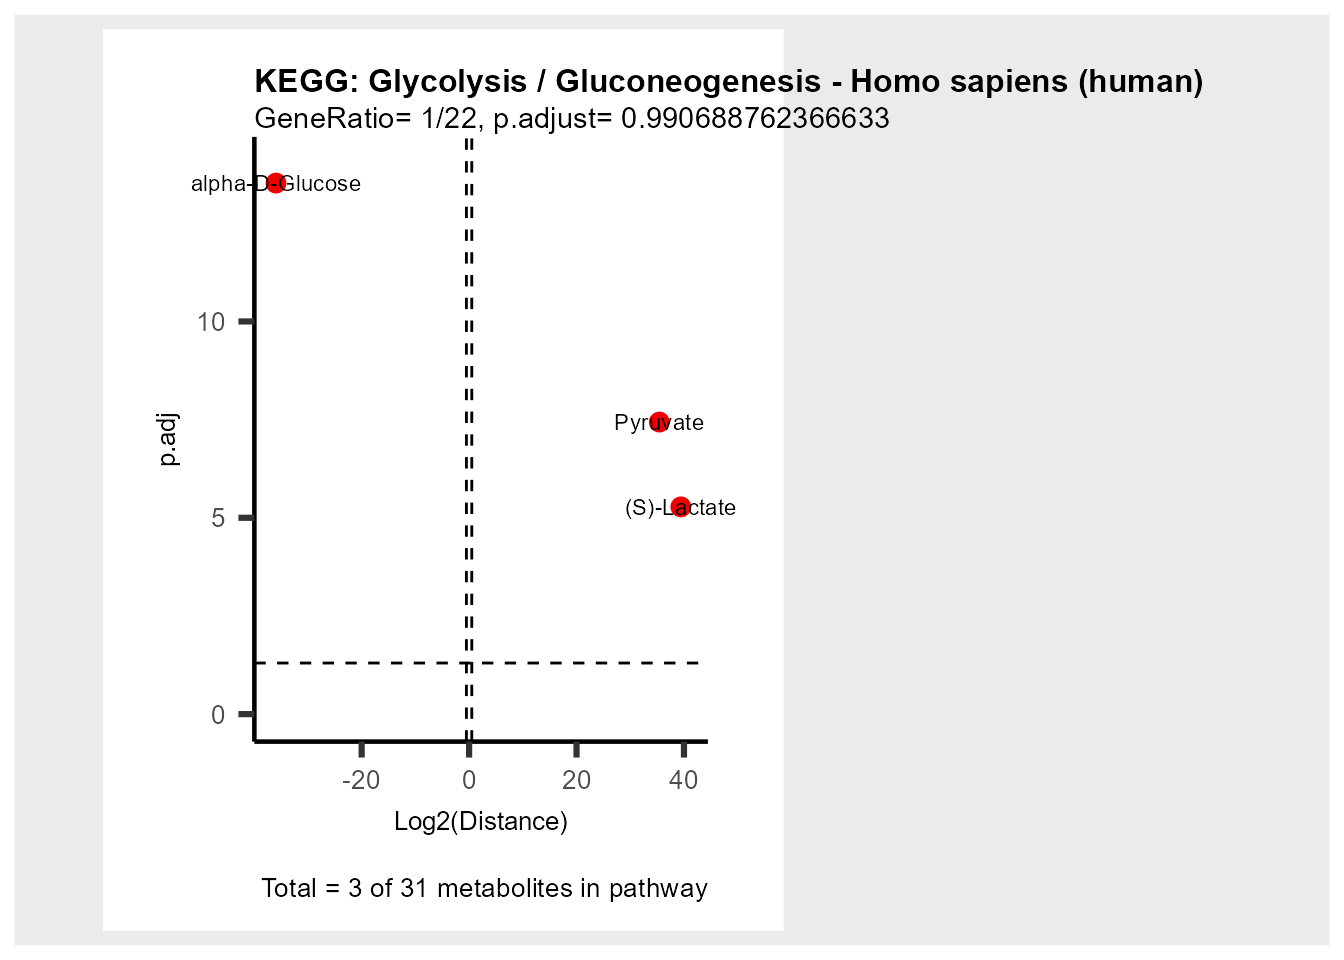 KEGG: Glycolysis / Gluconeogenesis - Homo sapiens (human)
GeneRatio= 1/22, p.adjust= 0.990688762366633
alpha-D-Glucose
10
Pyruvate
p.adj
(S)-Lactate
5
0
-20 0 20 40
Log2(Distance)
Total = 3 of 31 metabolites in pathway